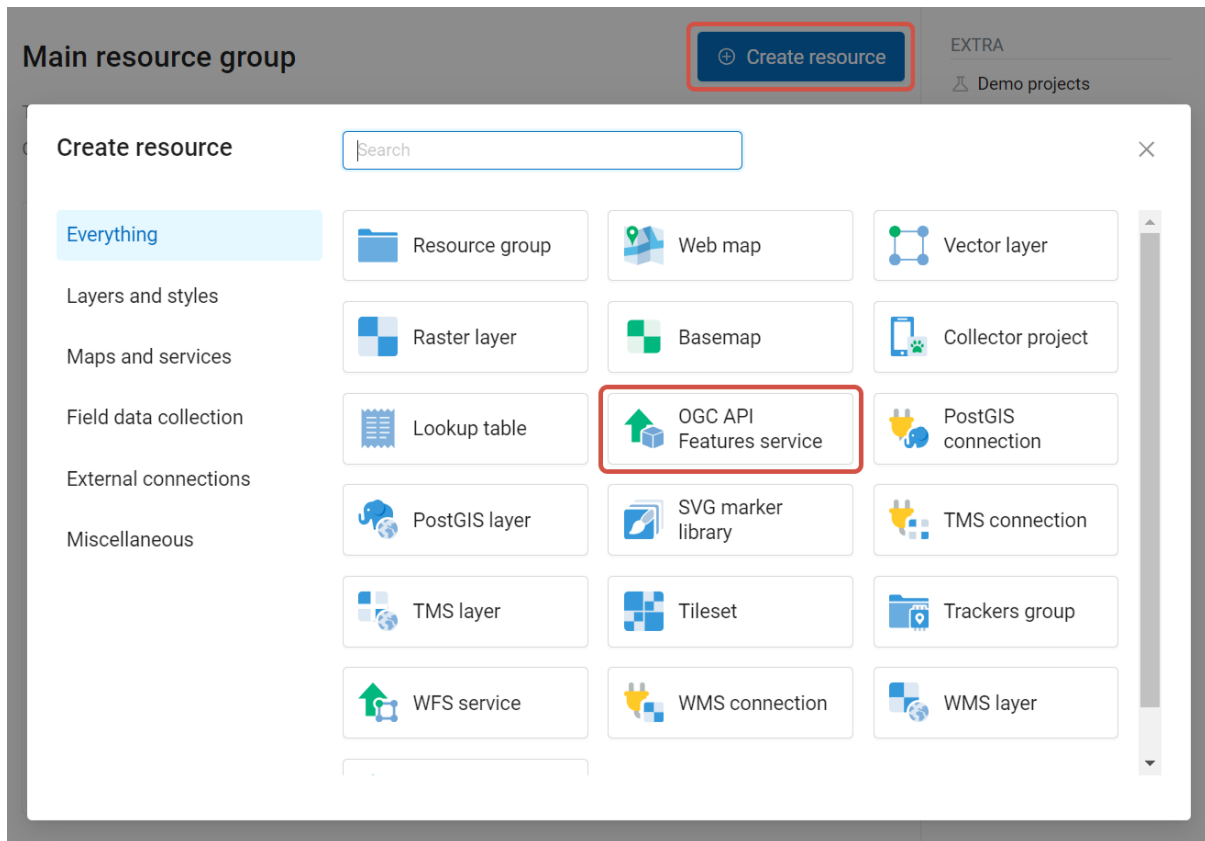 Main resource group
Create resource
EXTRA
Demo projects
Create resource
Search
Everything
Layers and styles
Maps and services
Field data collection
External connections
Miscellaneous
Resource group
Web map
Vector layer
Raster layer
Basemap
Collector project
Lookup table
OGC API
Features service
PostGIS
connection
PostGIS layer
SVG marker
library
TMS connection
TMS layer
Tileset
Trackers group
WFS service
WMS connection
WMS layer